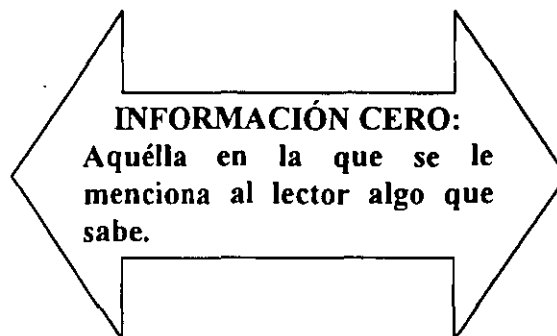 INFORMACIÓN CERO:
Aquélla en la que se le
menciona al lector algo que
sabe.